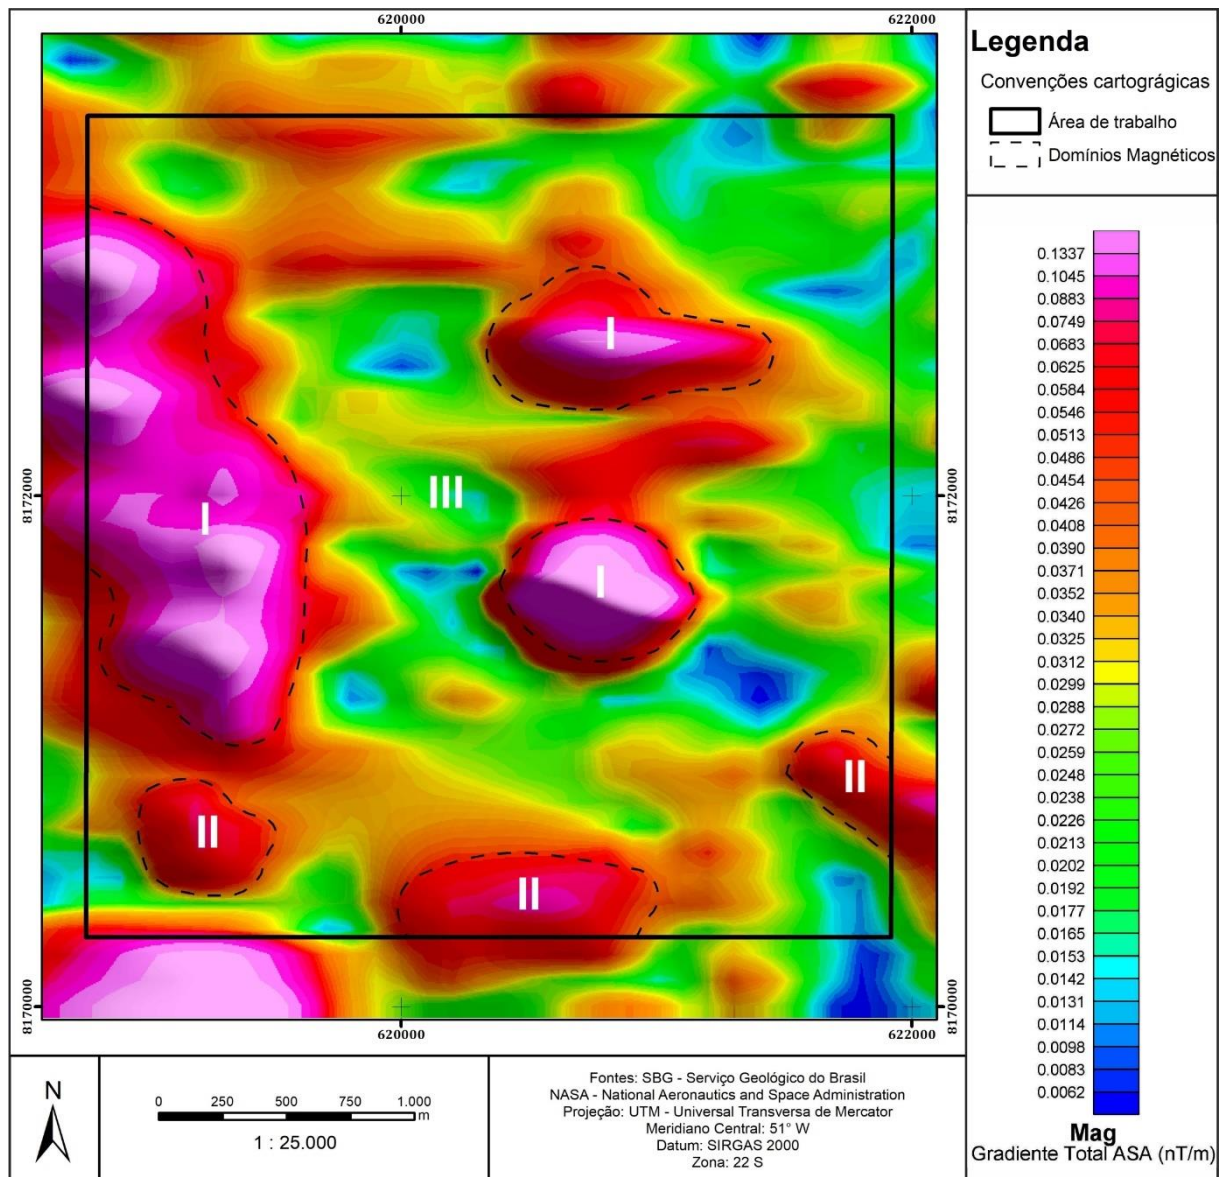 620000
622000
Legenda
Convenções cartográgicas
Área de trabalho
Domínios Magnéticos
I
I
III
I
II
II
II
8172000
8172000
8170000
8170000
620000
622000
0.1337
0.1045
0.0883
0.0749
0.0683
0.0625
0.0584
0.0546
0.0513
0.0486
0.0454
0.0426
0.0408
0.0390
0.0371
0.0352
0.0340
0.0325
0.0312
0.0299
0.0288
0.0272
0.0259
0.0248
0.0238
0.0226
0.0214
0.0202
0.0192
0.0177
0.0165
0.0153
0.0142
0.0131
0.0114
0.0098
0.0083
0.0062
Mag
Gradiente Total ASA (nT/m)
N
0 250 500 750 1.000
m
1 : 25.000
Fontes: SBG - Serviço Geológico do Brasil
NASA - National Aeronautics and Space Administration
Projeção: UTM - Universal Transversa de Mercator
Meridiano Central: 51° W
Datum: SIRGAS 2000
Zona: 22 S